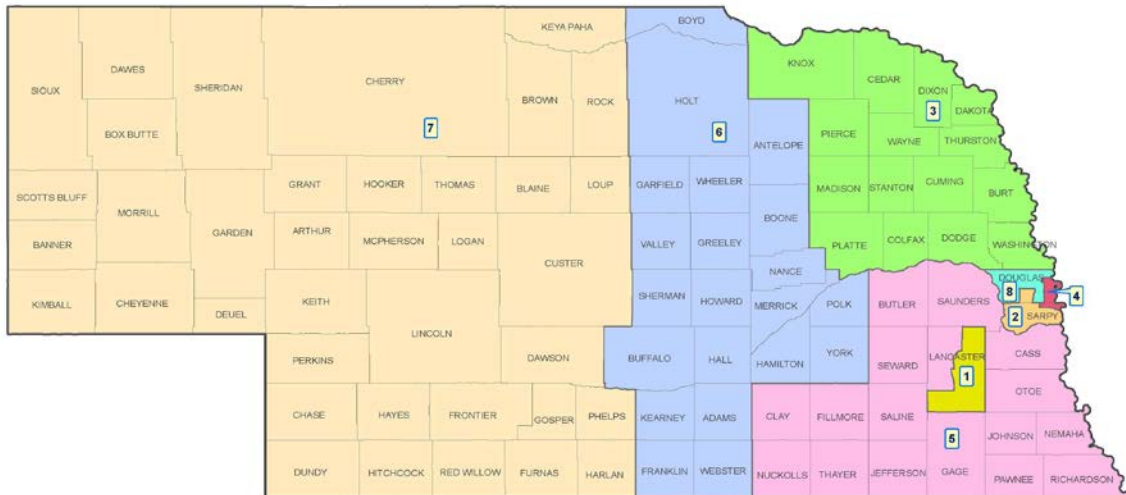 BOYD
KEYA PAHA
KNOX
CEDAR
DAWES
SHERIDAN
CHERRY
SIOUX
DIXON
HOLT
BROWN
ROCK
DAKOTA
3
7
6
BOX BUTTE
PIERCE
WAYNE
THURSTON
ANTELOPE
GRANT
HOOKER
THOMAS
BLAINE
LOUP
GARFIELD
WHEELER
MADISON
STANTON
CUMING
BURT
SCOTTS BLUFF
MORRILL
BOONE
GARDEN
ARTHUR
MCPHERSON
LOGAN
VALLEY
GREELEY
PLATTE
COLFAX
DODGE
WASHINGTON
BANNER
CUSTER
NANCE
DOUGLAS
KIMBALL
CHEYENNE
KEITH
SHERMAN
HOWARD
MERRICK
POLK
BUTLER
SAUNDERS
8
4
DEUEL
LINCOLN
2
SARPY
PERKINS
DAWSON
BUFFALO
HALL
HAMILTON
YORK
SEWARD
LANCASTER
CASS
1
OTOE
CHASE
HAYES
FRONTIER
GOSPER
PHELPS
KEARNEY
ADAMS
CLAY
FILLMORE
SALINE
5
JOHNSON
NEMAHA
DUNDY
HITCHCOCK
RED WILLOW
FURNAS
HARLAN
FRANKLIN
WEBSTER
NUCKOLLS
THAYER
JEFFERSON
GAGE
PAWNEE
RICHARDSON